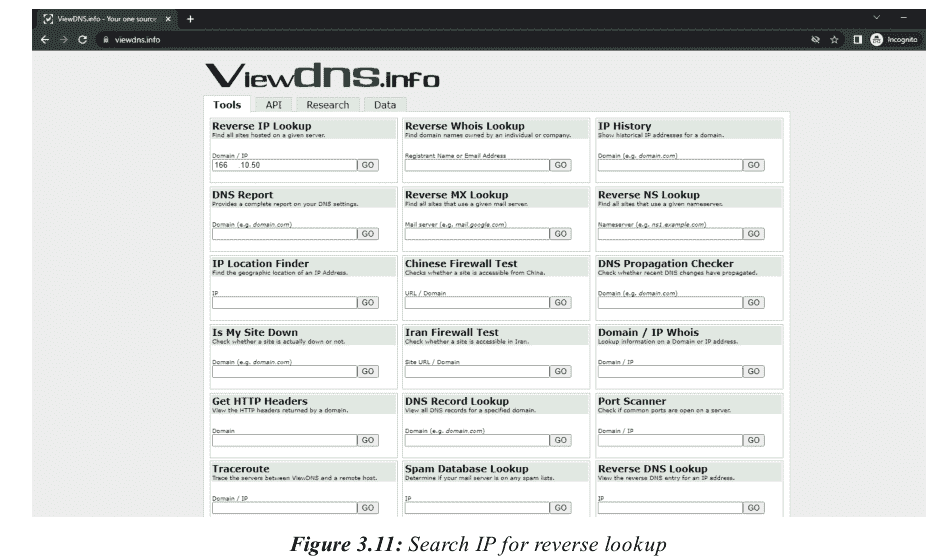 ViewDNS.info - Your one source
viewdns.info
Incognito
Viewdns.info
Tools API Research Data
Reverse IP Lookup
Find all sites hosted on a given server.
Domain / IP
166 .10.50 GO
Reverse Whois Lookup
Find domain names owned by an individual or company.
Registrant Name or Email Address
GO
IP History
Show historical IP addresses for a domain.
Domain (e.g. domain.com)
GO
DNS Report
Provides a complete report on your DNS settings.
Domain (e.g. domain.com)
GO
Reverse MX Lookup
Find all sites that use a given mail server.
Mail server (e.g. mail.google.com)
GO
Reverse NS Lookup
Find all sites that use a given nameserver.
Nameserver (e.g. ns1.example.com)
GO
IP Location Finder
Find the geographic location of an IP Address.
IP
GO
Chinese Firewall Test
Checks whether a site is accessible from China.
URL / Domain
GO
DNS Propagation Checker
Check whether recent DNS changes have propagated.
Domain (e.g. domain.com)
GO
Is My Site Down
Check whether a site is actually down or not.
Domain (e.g. domain.com)
GO
Iran Firewall Test
Check whether a site is accessible in Iran.
Site URL / Domain
GO
Domain / IP Whois
Lookup information on a Domain or IP address.
Domain / IP
GO
Get HTTP Headers
View the HTTP headers returned by a domain.
Domain
GO
DNS Record Lookup
View all DNS records for a specified domain.
Domain (e.g. domain.com)
GO
Port Scanner
Check if common ports are open on a server.
Domain / IP
GO
Traceroute
Trace the servers between ViewDNS and a remote host.
Domain / IP
GO
Spam Database Lookup
Determine if your mail server is on any spam lists.
IP
GO
Reverse DNS Lookup
View the reverse DNS entry for an IP address.
IP
GO
Figure 3.11: Search IP for reverse lookup